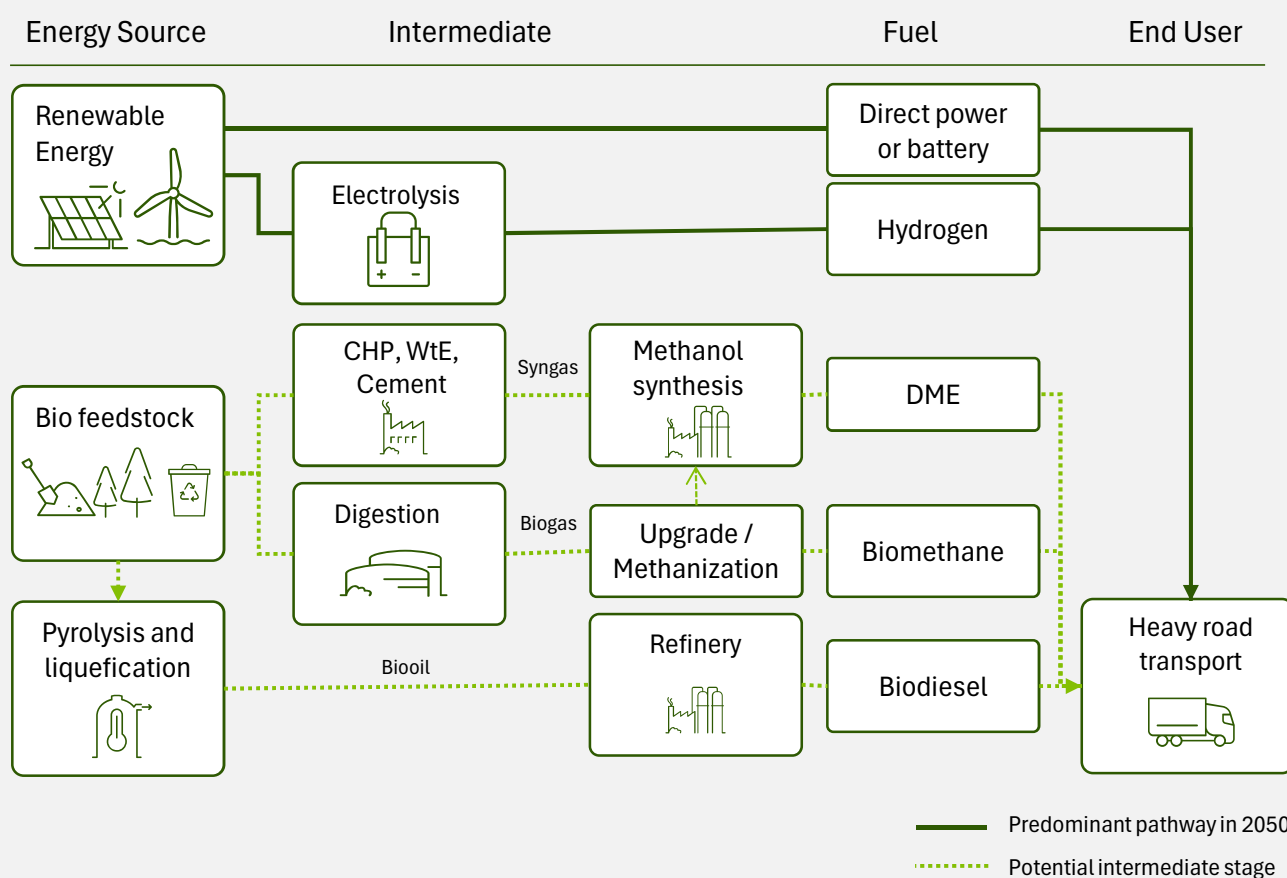 Energy Source
Intermediate
Fuel
End User
Renewable
Energy
Direct power
or battery
Electrolysis
+ −
Hydrogen
CHP, WtE,
Cement
Syngas
Methanol
synthesis
DME
Bio feedstock
Digestion
Biogas
Upgrade /
Methanization
Biomethane
Pyrolysis and
liquefication
Biooil
Refinery
Biodiesel
Heavy road
transport
Predominant pathway in 2050
Potential intermediate stage